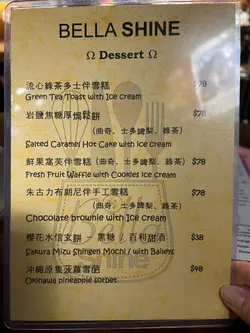 BELLA SHINE
Ω Dessert Ω
流心綠茶多士伴雪糕 $78
Green Tea Toast with Ice cream
岩鹽焦糖厚燶鬆餅 $78
(曲奇、士多啤梨、綠茶)
Salted Caramel Hot Cake with ice cream
鮮果窩芙伴雪糕 $78
(曲奇、士多啤梨、綠茶)
Fresh Fruit Waffle with Cookies ice cream
朱古力布朗尼伴手工雪糕 $78
Chocolate brownie with Ice cream
櫻花水信玄餅 - 黑糖 / 百利甜酒 $38
Sakura Mizu Shingen Mochi / with Baileys
沖繩原隻菠蘿雪葩 $48
Okinawa pineapple sorbet